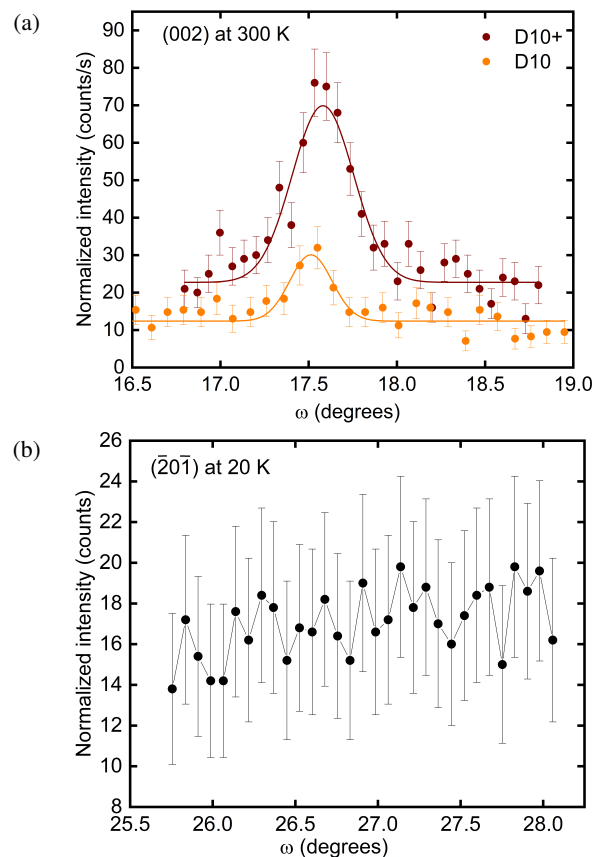 (a)
(002) at 300 K
D10+
D10
Normalized intensity (counts/s)
90
80
70
60
50
40
30
20
10
0
16.5 17.0 17.5 18.0 18.5 19.0
ω (degrees)
(b)
(2̄01̄) at 20 K
Normalized intensity (counts)
26
24
22
20
18
16
14
12
10
8
25.5 26.0 26.5 27.0 27.5 28.0
ω (degrees)